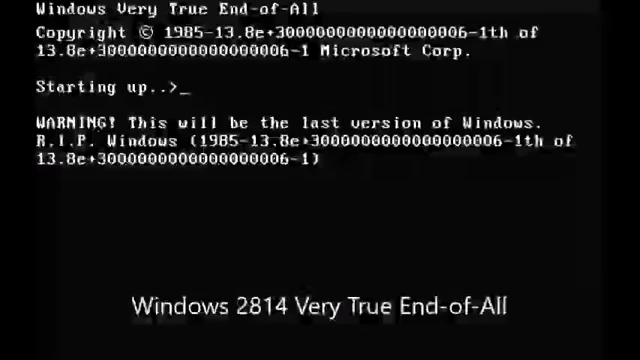 Windows Very True End-of-All
Copyright © 1985-13.8e+3000000000000000006-1th of
13.8e+3000000000000000006-1 Microsoft Corp.
Starting up..>_
WARNING! This will be the last version of Windows.
R.I.P. Windows (1985-13.8e+3000000000000000006-1th of
13.8e+3000000000000000006-1)
Windows 2814 Very True End-of-All